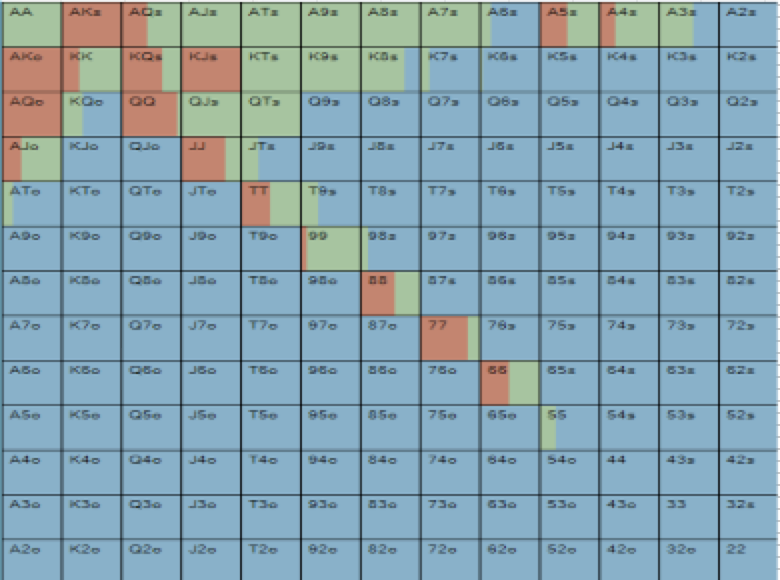 AA AKs AQs AJs ATs A9s A8s A7s A6s A5s A4s A3s A2s
AKo KK KQs KJs KTs K9s K8s K7s K6s K5s K4s K3s K2s
AQo KQo QQ QJs QTs Q9s Q8s Q7s Q6s Q5s Q4s Q3s Q2s
AJo KJo QJo JJ JTs J9s J8s J7s J6s J5s J4s J3s J2s
ATo KTo QTo JTo TT T9s T8s T7s T6s T5s T4s T3s T2s
A9o K9o Q9o J9o T9o 99 98s 97s 96s 95s 94s 93s 92s
A8o K8o Q8o J8o T8o 98o 88 87s 86s 85s 84s 83s 82s
A7o K7o Q7o J7o T7o 97o 87o 77 76s 75s 74s 73s 72s
A6o K6o Q6o J6o T6o 96o 86o 76o 66 65s 64s 63s 62s
A5o K5o Q5o J5o T5o 95o 85o 75o 65o 55 54s 53s 52s
A4o K4o Q4o J4o T4o 94o 84o 74o 64o 54o 44 43s 42s
A3o K3o Q3o J3o T3o 93o 83o 73o 63o 53o 43o 33 32s
A2o K2o Q2o J2o T2o 92o 82o 72o 62o 52o 42o 32o 22